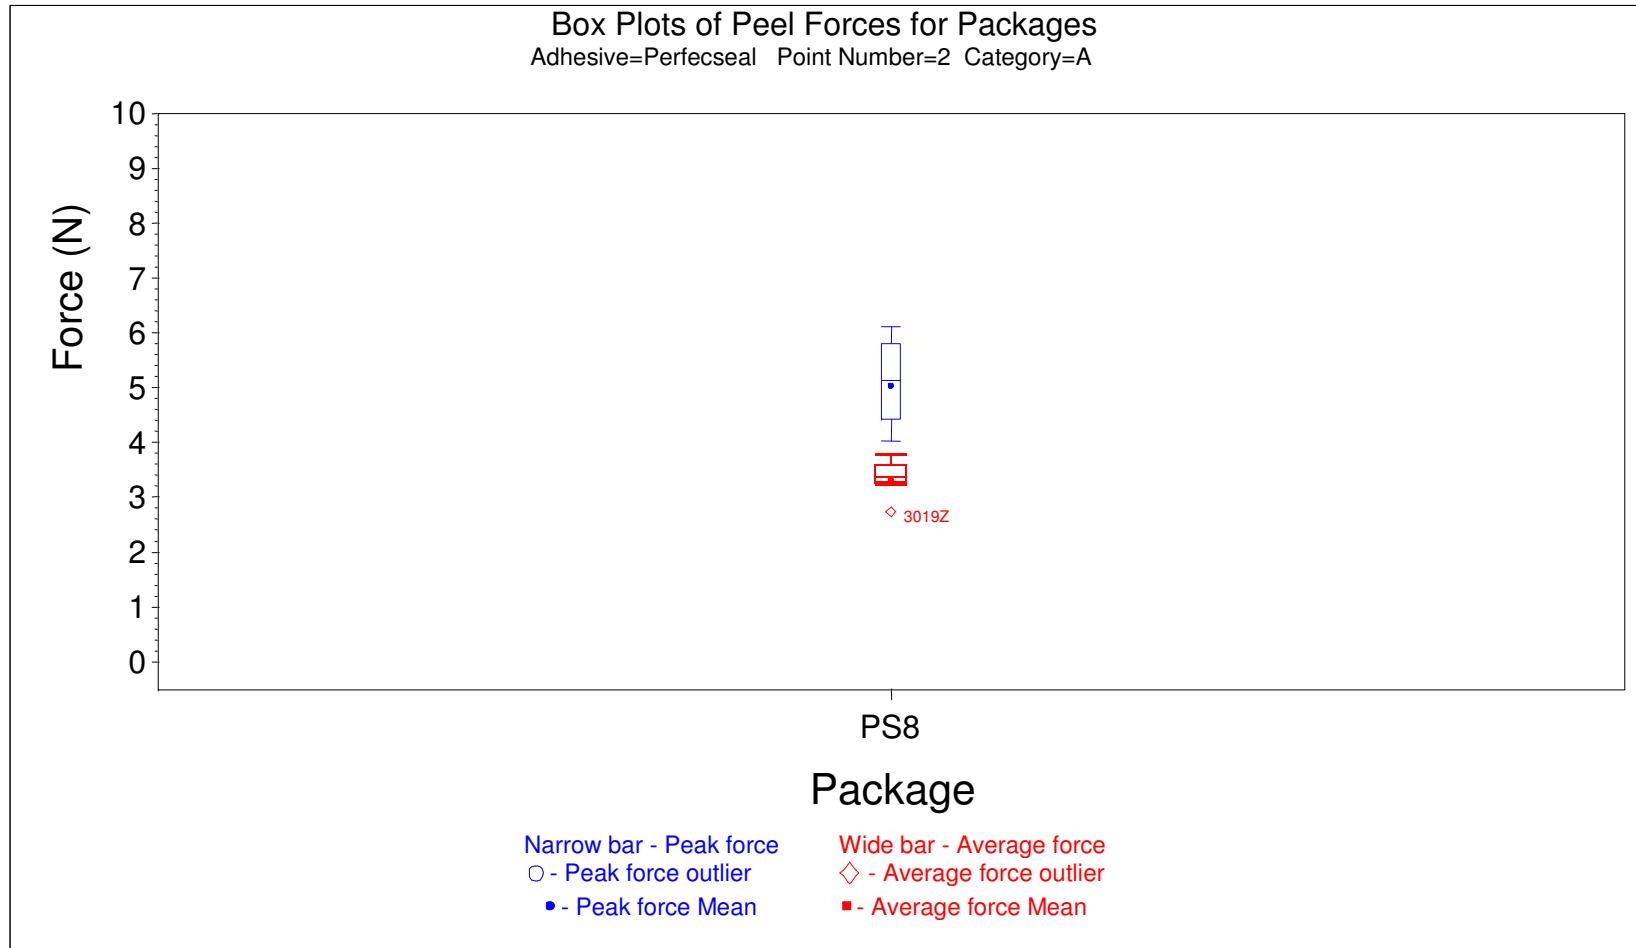 Box Plots of Peel Forces for Packages
Adhesive=Perfecseal Point Number=2 Category=A
10
9
8
7
6
5
4
3
2
1
0
Force (N)
3019Z
PS8
Package
Narrow bar - Peak force Wide bar - Average force
- Peak force outlier - Average force outlier
- Peak force Mean - Average force Mean